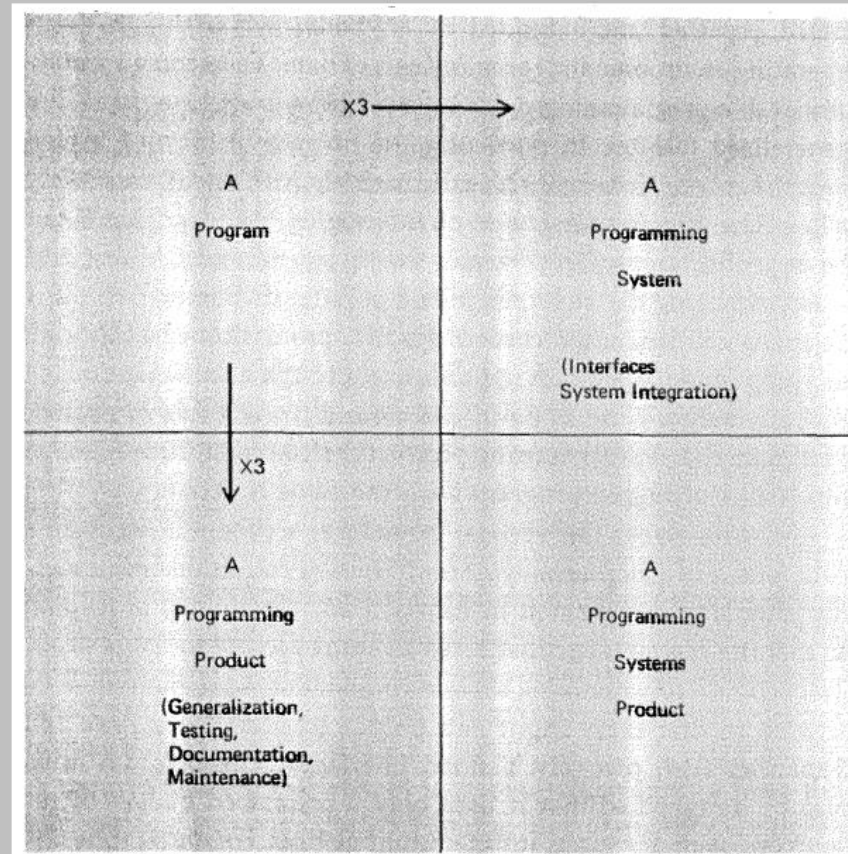 X3
A
Program
A
Programming
System
(Interfaces
System Integration)
X3
A
Programming
Product
(Generalization,
Testing,
Documentation,
Maintenance)
A
Programming
Systems
Product